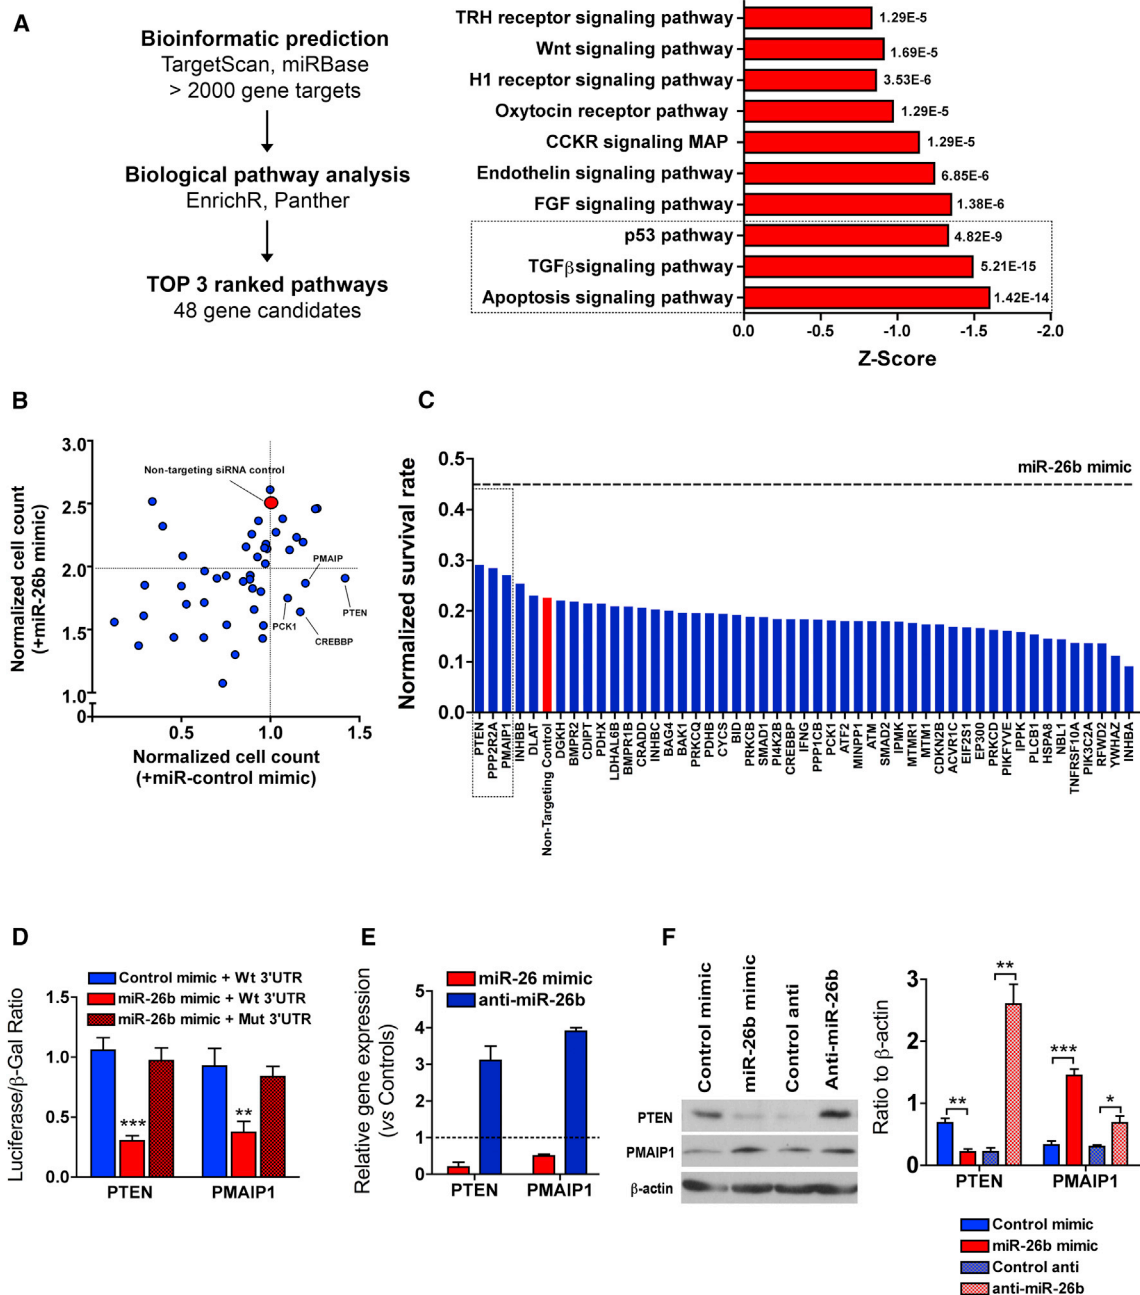 A
Bioinformatic prediction
TargetScan, miRBase
> 2000 gene targets
Biological pathway analysis
EnrichR, Panther
TOP 3 ranked pathways
48 gene candidates
TRH receptor signaling pathway 1.29E-5
Wnt signaling pathway 1.69E-5
H1 receptor signaling pathway 3.53E-6
Oxytocin receptor pathway 1.29E-5
CCKR signaling MAP 1.29E-5
Endothelin signaling pathway 6.85E-6
FGF signaling pathway 1.38E-6
p53 pathway 4.82E-9
TGFβsignaling pathway 5.21E-15
Apoptosis signaling pathway 1.42E-14
0.0 -0.5 -1.0 -1.5 -2.0
Z-Score
B
Normalized cell count
(+miR-26b mimic)
3.0
2.5
2.0
1.5
1.0
0
Non-targeting siRNA control
PMAIP
PTEN
PCK1
CREBBP
0.5 1.0 1.5
Normalized cell count
(+miR-control mimic)
C
Normalized survival rate
0.5
0.4
0.3
0.2
0.1
0.0
miR-26b mimic
PTEN
PPP2R2A
PMAIP1
INHBB
DLAT
Non-Targeting Control
DGKH
BMPR2
CDIPT
PDHX
LDHAL6B
BMPR1B
CRADD
INHBC
BAG4
BAK1
PRKCQ
PDHB
CYCS
BID
PRKCB
SMAD1
PI4K2B
CREBBP
IFNG
PPP1CB
PCK1
ATF2
MINPP1
ATM
SMAD2
IPMK
MTMR1
MTM1
CDKN2B
ACVR1C
EIF2S1
EP300
PRKCD
PIKFYVE
IPPK
PLCB1
HSPA8
NBL1
TNFRSF10A
PIK3C2A
RFWD2
YWHAZ
INHBA
D
Luciferase/β-Gal Ratio
1.5
1.0
0.5
0.0
Control mimic + Wt 3'UTR
miR-26b mimic + Wt 3'UTR
miR-26b mimic + Mut 3'UTR
*** **
PTEN PMAIP1
E
Relative gene expression
(vs Controls)
miR-26 mimic
anti-miR-26b
5
4
3
2
1
0
PTEN PMAIP1
F
Control mimic
miR-26b mimic
Control anti
Anti-miR-26b
PTEN
PMAIP1
β-actin
Ratio to β-actin
3
2
1
0
** ** *** *
PTEN PMAIP1
Control mimic
miR-26b mimic
Control anti
anti-miR-26b